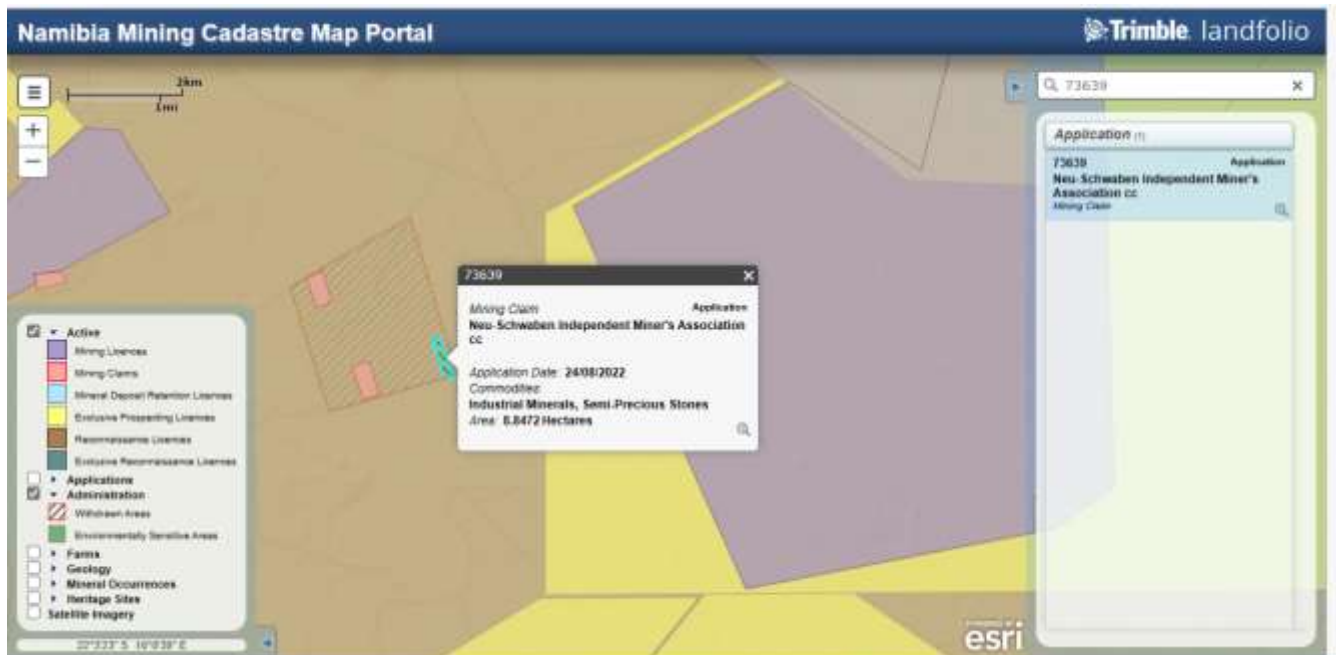 Namibia Mining Cadastre Map Portal
Trimble. landfolio
2km
1mi
73639
Application (1)
73639 Application
Neu-Schwaben Independent Miner's
Association cc
Mining Claim
73639
Mining Claim Application
Neu-Schwaben Independent Miner's Association
cc
Application Date: 24/08/2022
Commodities:
Industrial Minerals, Semi-Precious Stones
Area: 8.8472 Hectares
Active
Mining Licences
Mining Claims
Mineral Deposit Retention Licences
Exclusive Prospecting Licences
Reconnaissance Licences
Exclusive Reconnaissance Licences
Applications
Administration
Withdrawn Areas
Environmentally Sensitive Areas
Farms
Geology
Mineral Occurrences
Heritage Sites
Satellite Imagery
esri